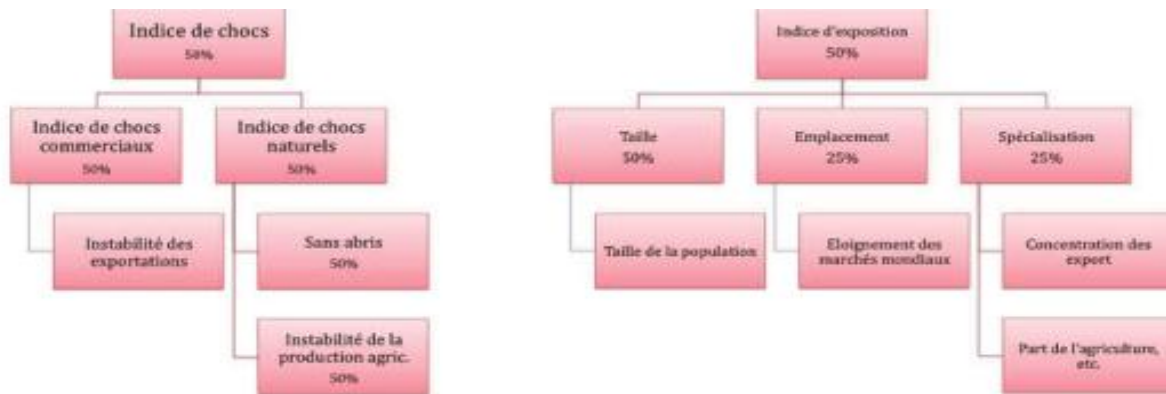 Indice de chocs
50%
Indice de chocs
commerciaux
50%
Indice de chocs
naturels
50%
Instabilité des
exportations
Sans abris
50%
Instabilité de la
production agric.
50%
Indice d'exposition
50%
Taille
50%
Emplacement
25%
Spécialisation
25%
Taille de la population
Eloignement des
marchés mondiaux
Concentration des
export
Part de l'agriculture,
etc.